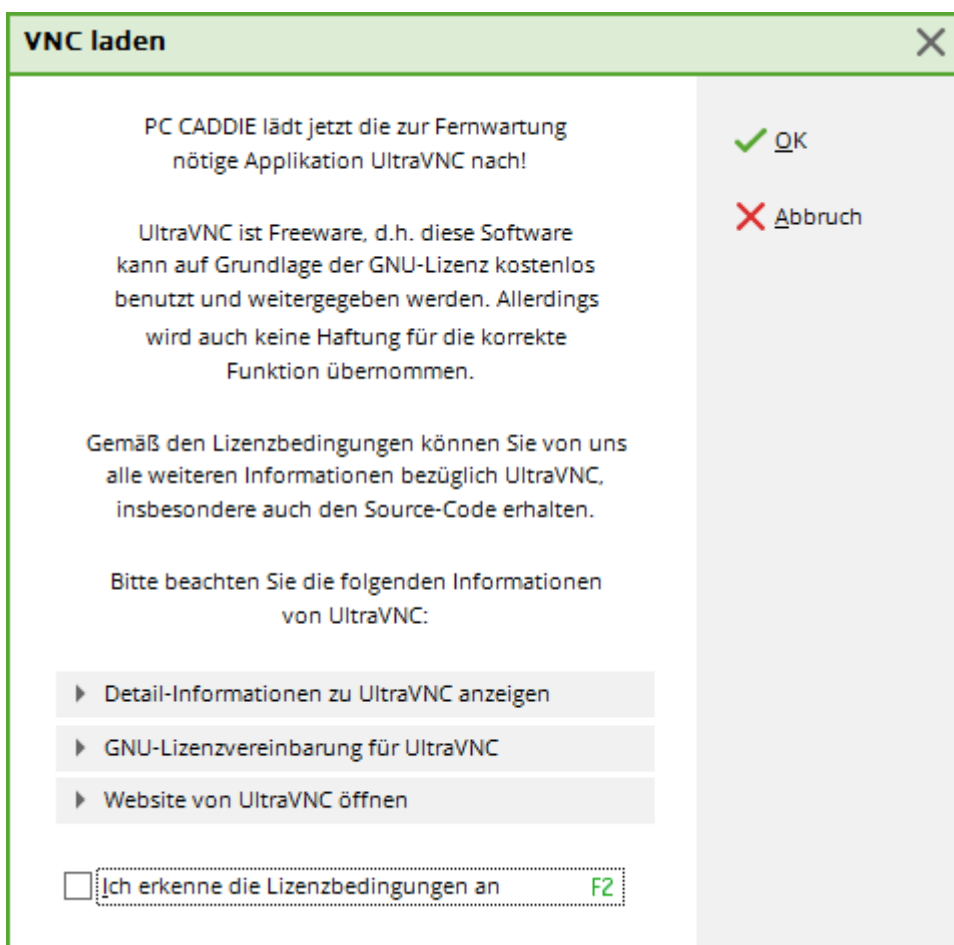 VNC laden
PC CADDIE lädt jetzt die zur Fernwartung
nötige Applikation UltraVNC nach!
UltraVNC ist Freeware, d.h. diese Software
kann auf Grundlage der GNU-Lizenz kostenlos
benutzt und weitergegeben werden. Allerdings
wird auch keine Haftung für die korrekte
Funktion übernommen.
Gemäß den Lizenzbedingungen können Sie von uns
alle weiteren Informationen bezüglich UltraVNC,
insbesondere auch den Source-Code erhalten.
Bitte beachten Sie die folgenden Informationen
von UltraVNC:
Detail-Informationen zu UltraVNC anzeigen
GNU-Lizenzvereinbarung für UltraVNC
Website von UltraVNC öffnen
Ich erkenne die Lizenzbedingungen an F2
OK
Abbruch